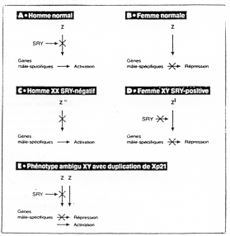 A • Homme normal
Z
SRY
Gènes
mâle-spécifiques
Activation
B • Femme normale
Z
Gènes
mâle-spécifiques
Répression
C • Homme XX SRY-négatif
Z
Gènes
mâle-spécifiques
Activation
D • Femme XY SRY-positive
SRY
Gènes
mâle-spécifiques
Répression
E • Phénotype ambigu XY avec duplication de Xp21
Z Z
SRY
Gènes
mâle-spécifiques
Répression
Activation